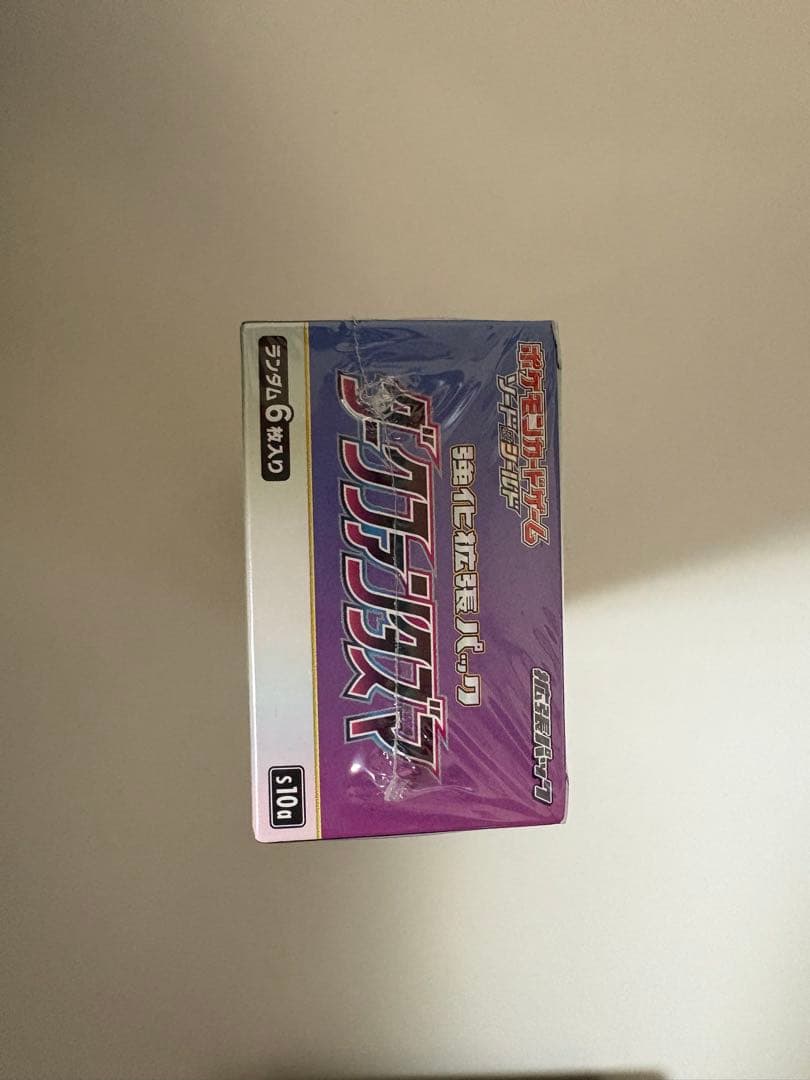 ポケモンカードゲーム
ソード&シールド
拡張パック
強化拡張パック
ダークファンタズマ
ランダム6枚入り
s10a